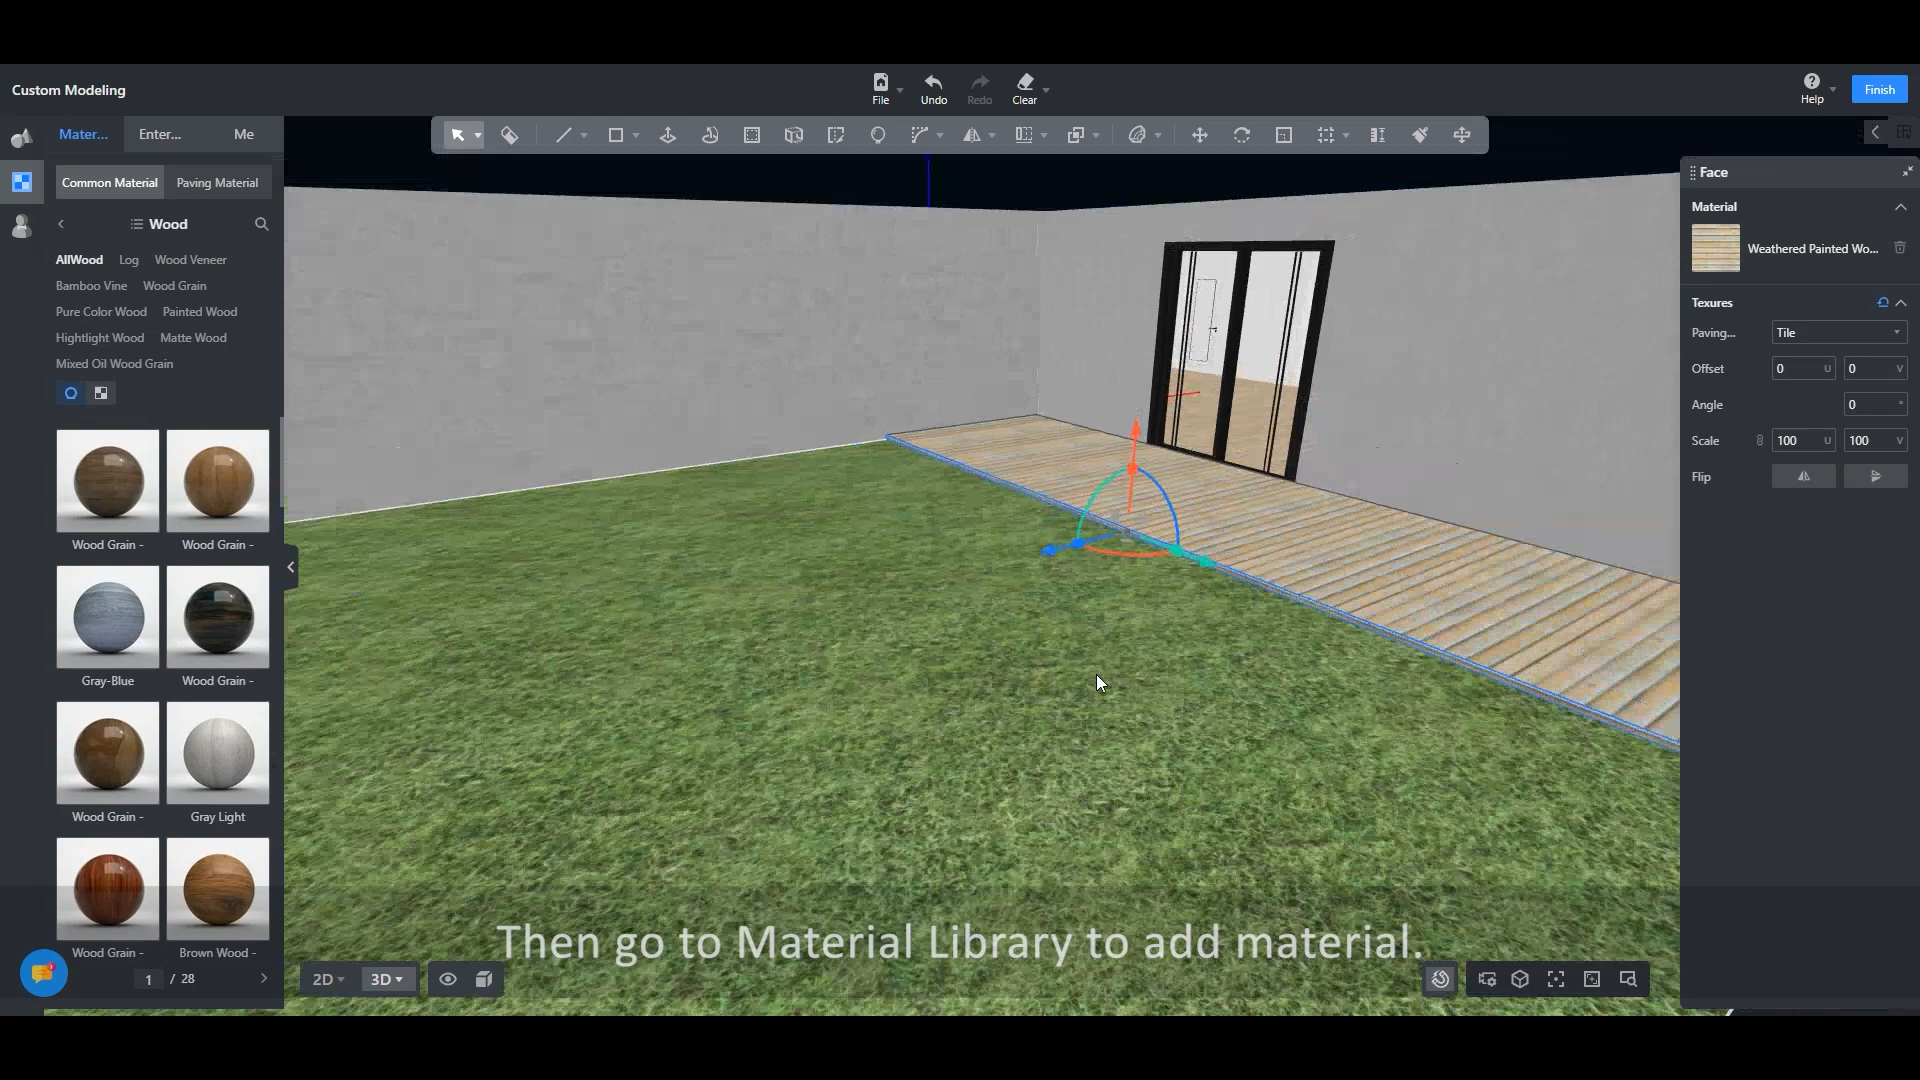 Custom Modeling
File
Undo
Redo
Clear
Help
Finish
Mater...
Enter...
Me
Common Material
Paving Material
Wood
AllWood Log Wood Veneer
Bamboo Vine Wood Grain
Pure Color Wood Painted Wood
Hightlight Wood Matte Wood
Mixed Oil Wood Grain
Wood Grain - Wood Grain -
Gray-Blue Wood Grain -
Wood Grain - Gray Light
Wood Grain - Brown Wood -
1 / 28
2D 3D
Face
Material
Weathered Painted Wo...
Texures
Paving... Tile
Offset 0 U 0 V
Angle 0 °
Scale 100 U 100 V
Flip
Then go to Material Library to add material.